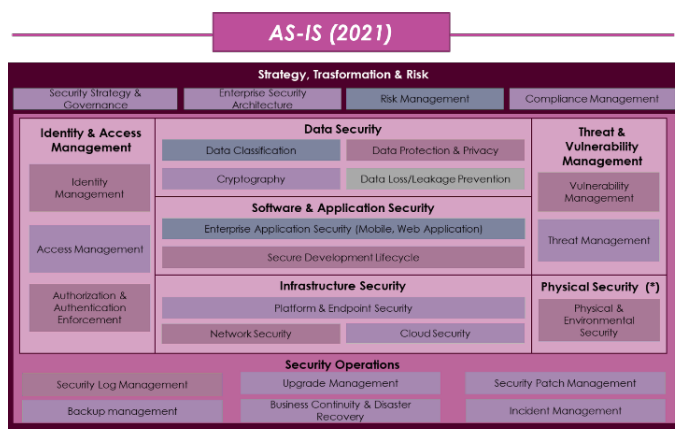 AS-IS (2021)
Strategy, Trasformation & Risk
Security Strategy &
Governance
Enterprise Security
Architecture
Risk Management
Compliance Management
Identity & Access
Management
Identity
Management
Access Management
Authorization &
Authentication
Enforcement
Data Security
Data Classification
Data Protection & Privacy
Cryptography
Data Loss/Leakage Prevention
Software & Application Security
Enterprise Application Security (Mobile, Web Application)
Secure Development Lifecycle
Infrastructure Security
Platform & Endpoint Security
Network Security
Cloud Security
Threat &
Vulnerability
Management
Vulnerability
Management
Threat Management
Physical Security (*)
Physical &
Environmental
Security
Security Operations
Security Log Management
Upgrade Management
Security Patch Management
Backup management
Business Continuity & Disaster
Recovery
Incident Management